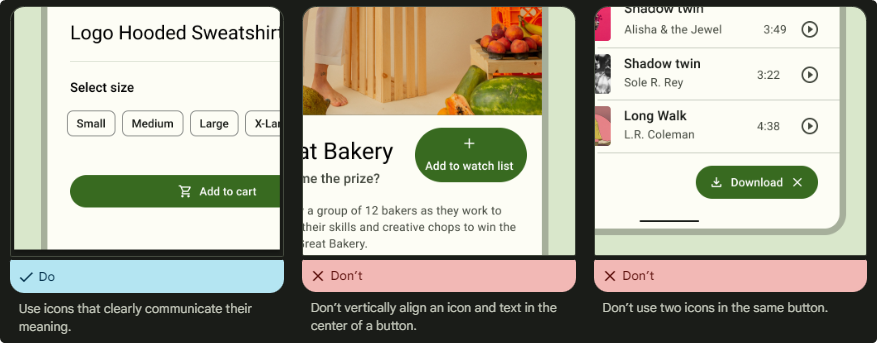 Logo Hooded Sweatshirt
Select size
Small
Medium
Large
X-Lar
Add to cart
Do
Use icons that clearly communicate their
meaning.
at Bakery
me the prize?
Add to watch list
a group of 12 bakers as they work to
their skills and creative chops to win the
Great Bakery.
Don't
Don't vertically align an icon and text in the
center of a button.
Shadow twin
Alisha & the Jewel 3:49
Shadow twin
Sole R. Rey 3:22
Long Walk
L.R. Coleman 4:38
Download
Don't
Don't use two icons in the same button.